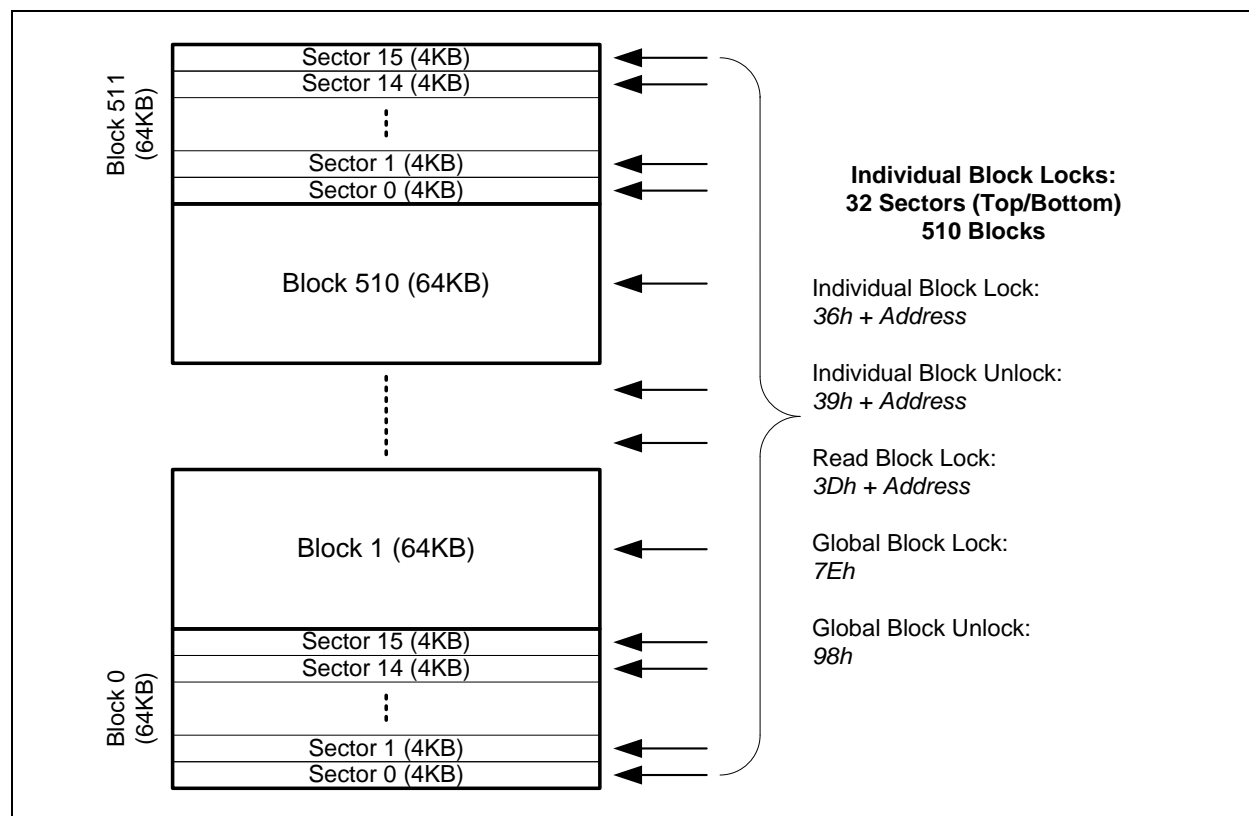 Block 511
(64KB)
Sector 15 (4KB)
Sector 14 (4KB)
Sector 1 (4KB)
Sector 0 (4KB)
Block 510 (64KB)
Block 1 (64KB)
Block 0
(64KB)
Sector 15 (4KB)
Sector 14 (4KB)
Sector 1 (4KB)
Sector 0 (4KB)
Individual Block Locks:
32 Sectors (Top/Bottom)
510 Blocks
Individual Block Lock:
36h + Address
Individual Block Unlock:
39h + Address
Read Block Lock:
3Dh + Address
Global Block Lock:
7Eh
Global Block Unlock:
98h